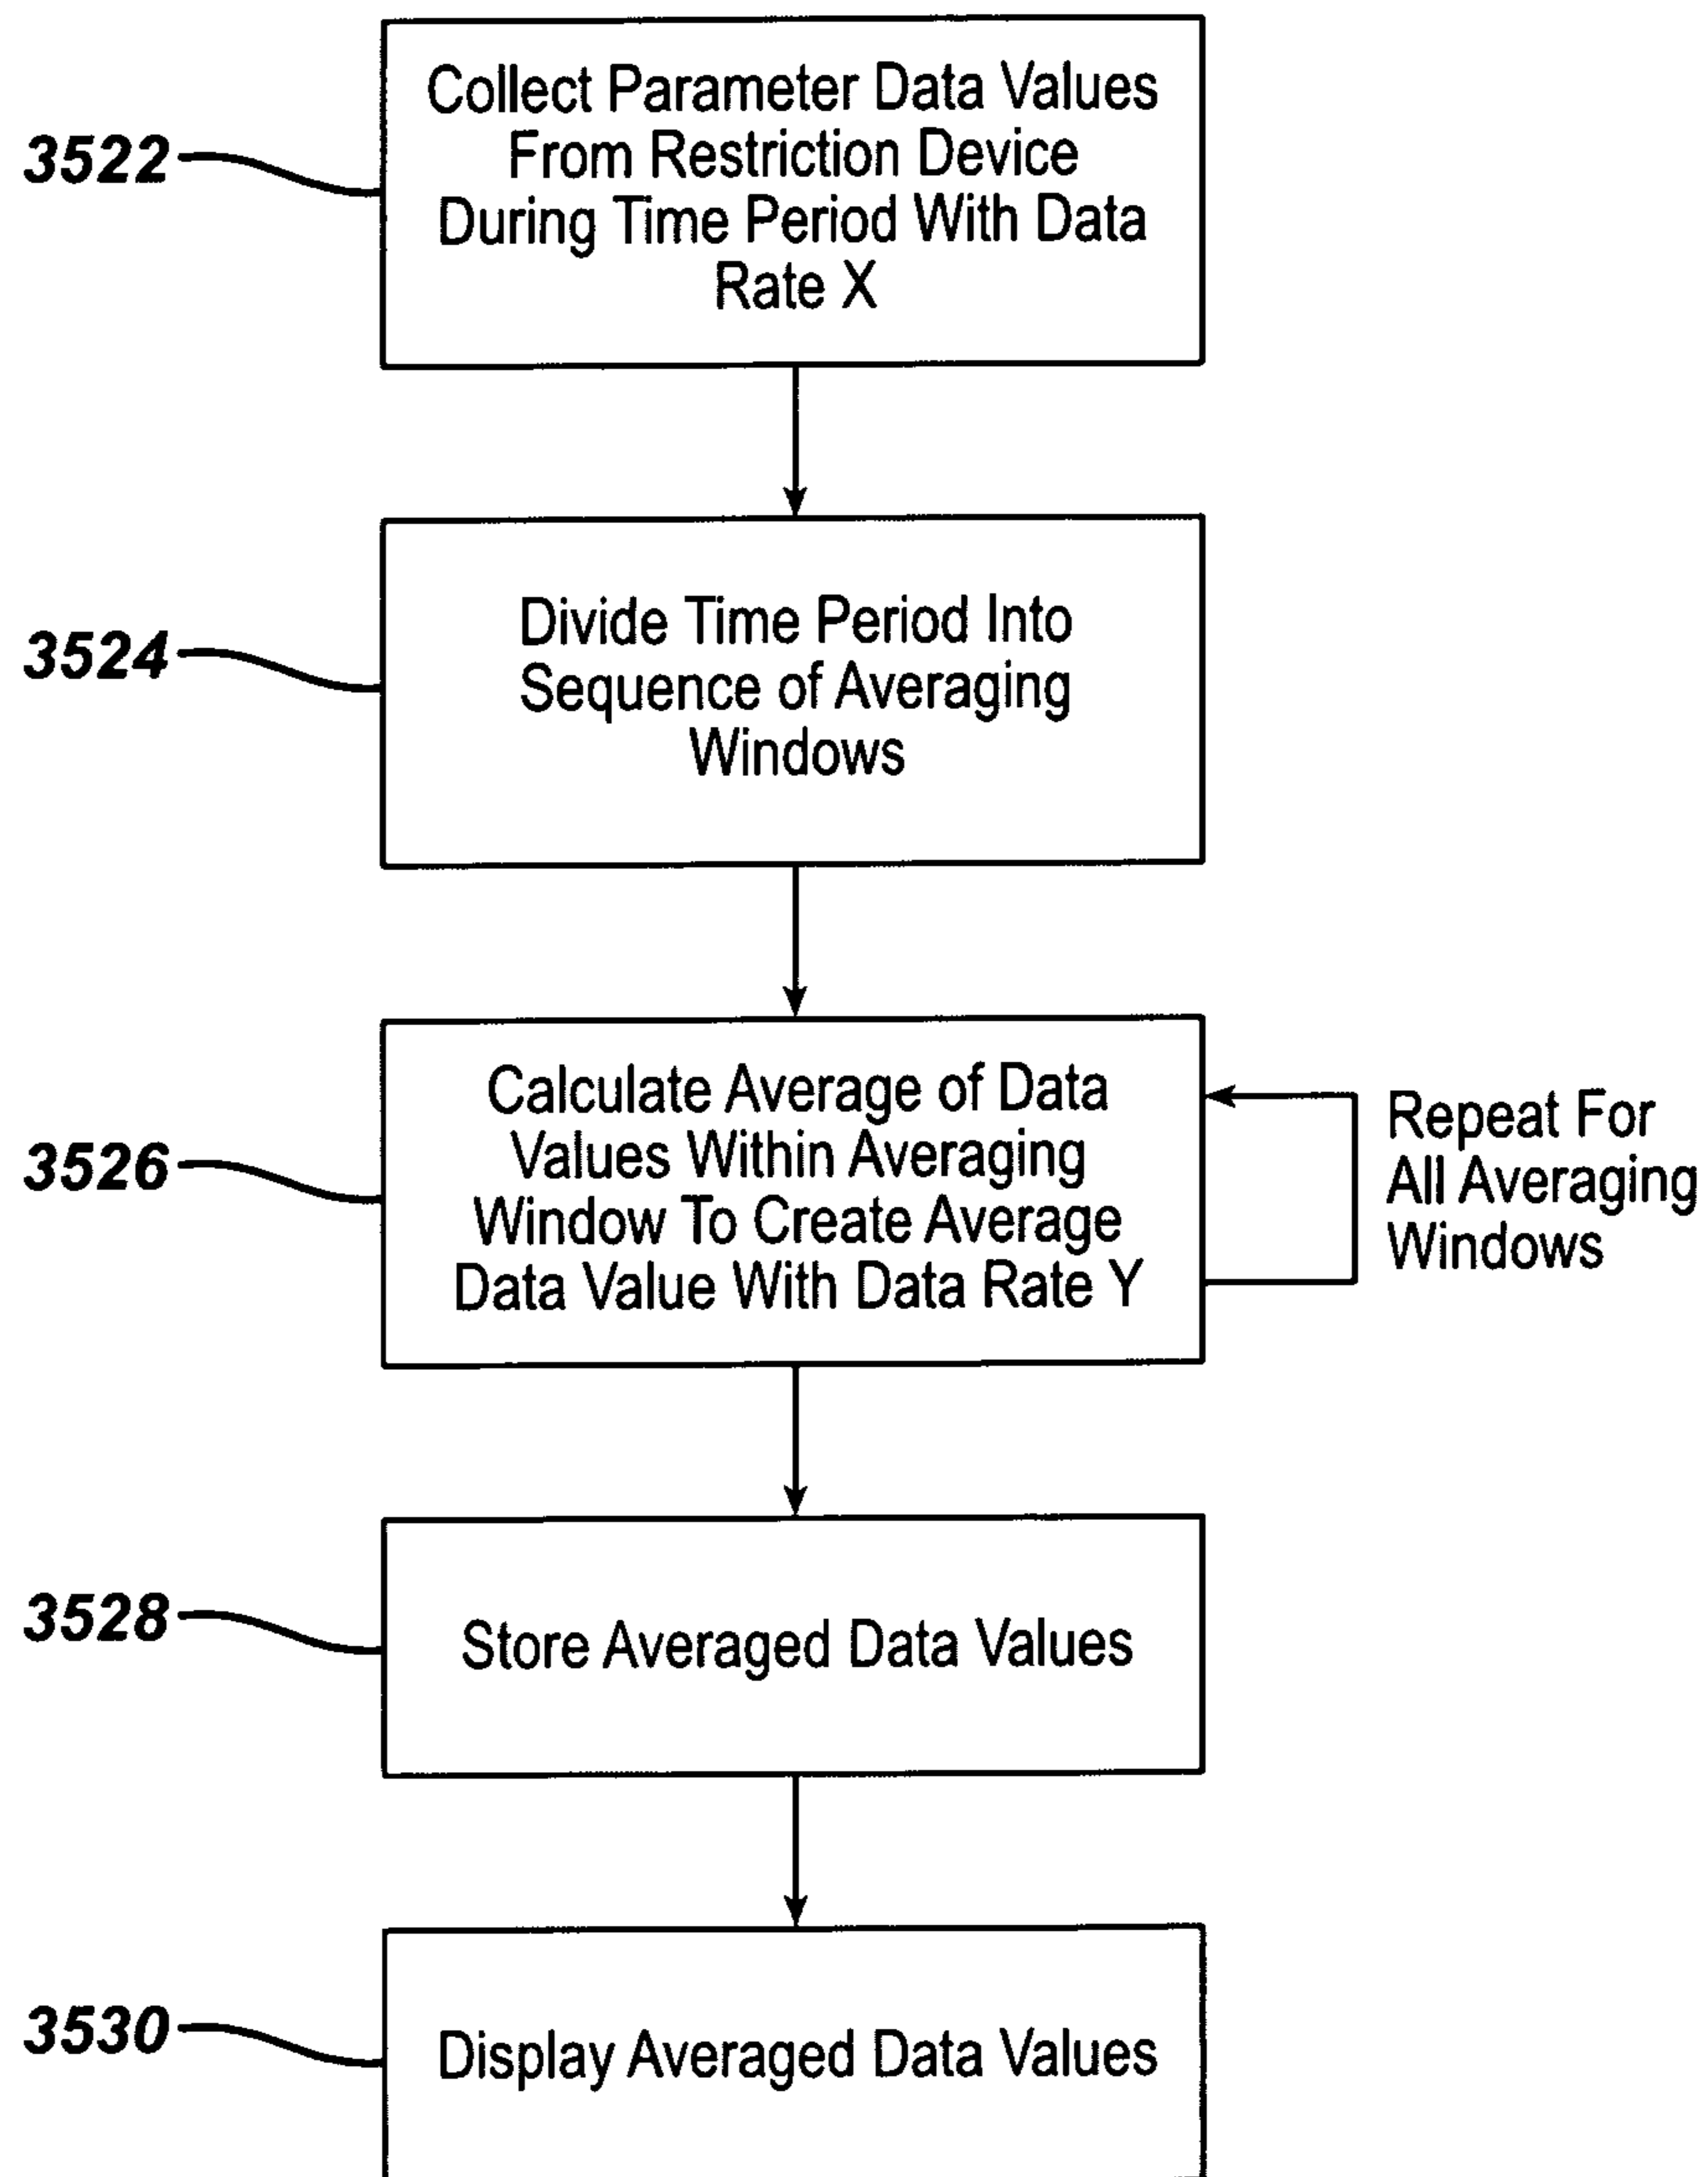 3522
Collect Parameter Data Values
From Restriction Device
During Time Period With Data
Rate X
3524
Divide Time Period Into
Sequence of Averaging
Windows
3526
Calculate Average of Data
Values Within Averaging
Window To Create Average
Data Value With Data Rate Y
Repeat For
All Averaging
Windows
3528
Store Averaged Data Values
3530
Display Averaged Data Values